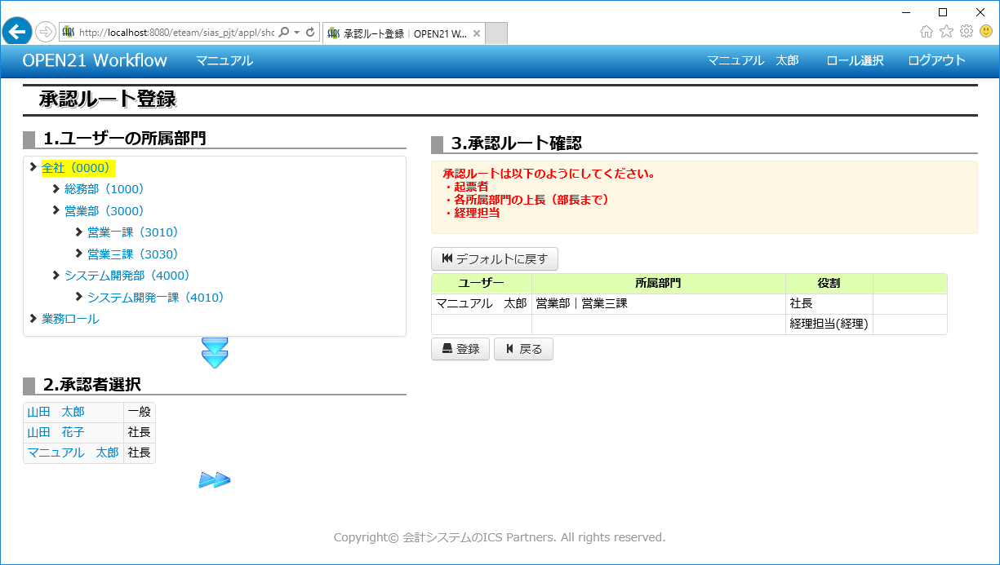 http://localhost:8080/eteam/sias_pjt/appl/shc
承認ルート登録 | OPEN21 W...
OPEN21 Workflow マニュアル マニュアル　太郎 ロール選択 ログアウト
承認ルート登録
1.ユーザーの所属部門
全社（0000）
総務部（1000）
営業部（3000）
営業一課（3010）
営業三課（3030）
システム開発部（4000）
システム開発一課（4010）
業務ロール
2.承認者選択
山田　太郎 一般
山田　花子 社長
マニュアル　太郎 社長
3.承認ルート確認
承認ルートは以下のようにしてください。
・起票者
・各所属部門の上長（部長まで）
・経理担当
デフォルトに戻す
ユーザー 所属部門 役割
マニュアル　太郎 営業部｜営業三課 社長
経理担当(経理)
登録 戻る
Copyright© 会計システムのICS Partners. All rights reserved.